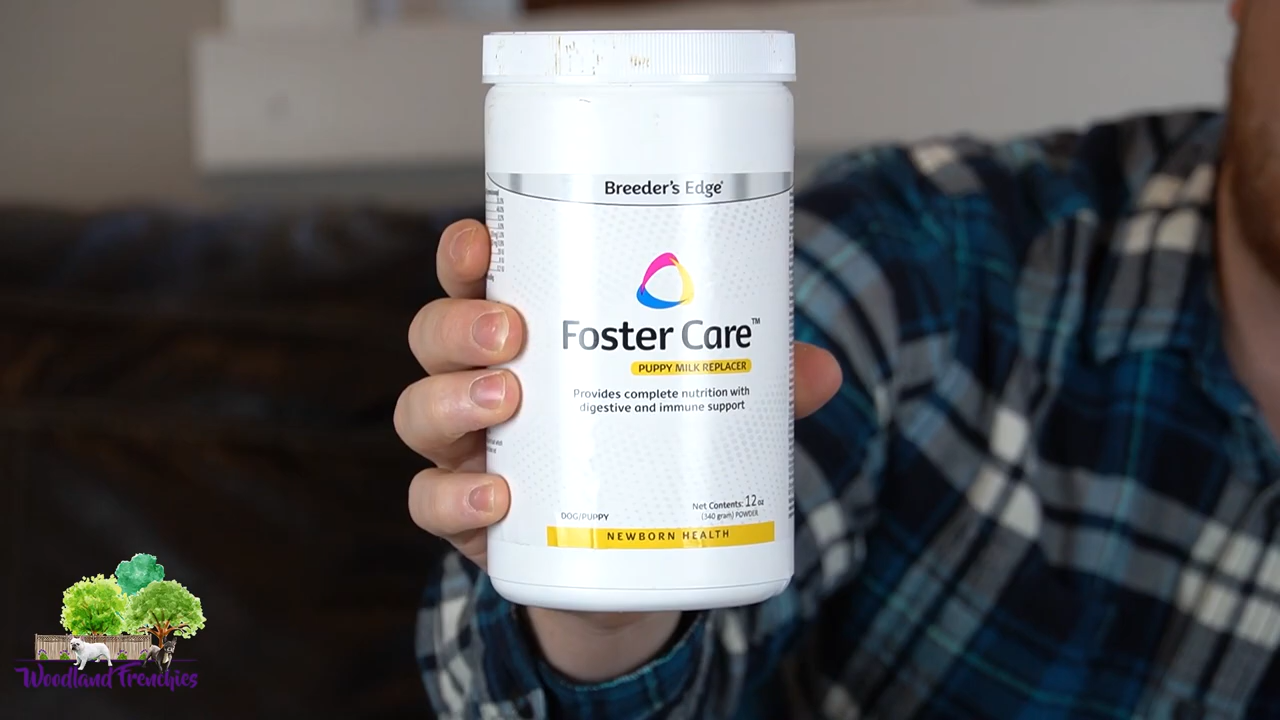 Breeder's Edge®
Foster Care™
PUPPY MILK REPLACER
Provides complete nutrition with
digestive and immune support
Net Contents: 12 oz
(340 gram) POWDER
DOG/PUPPY
NEWBORN HEALTH
Woodland Frenchies